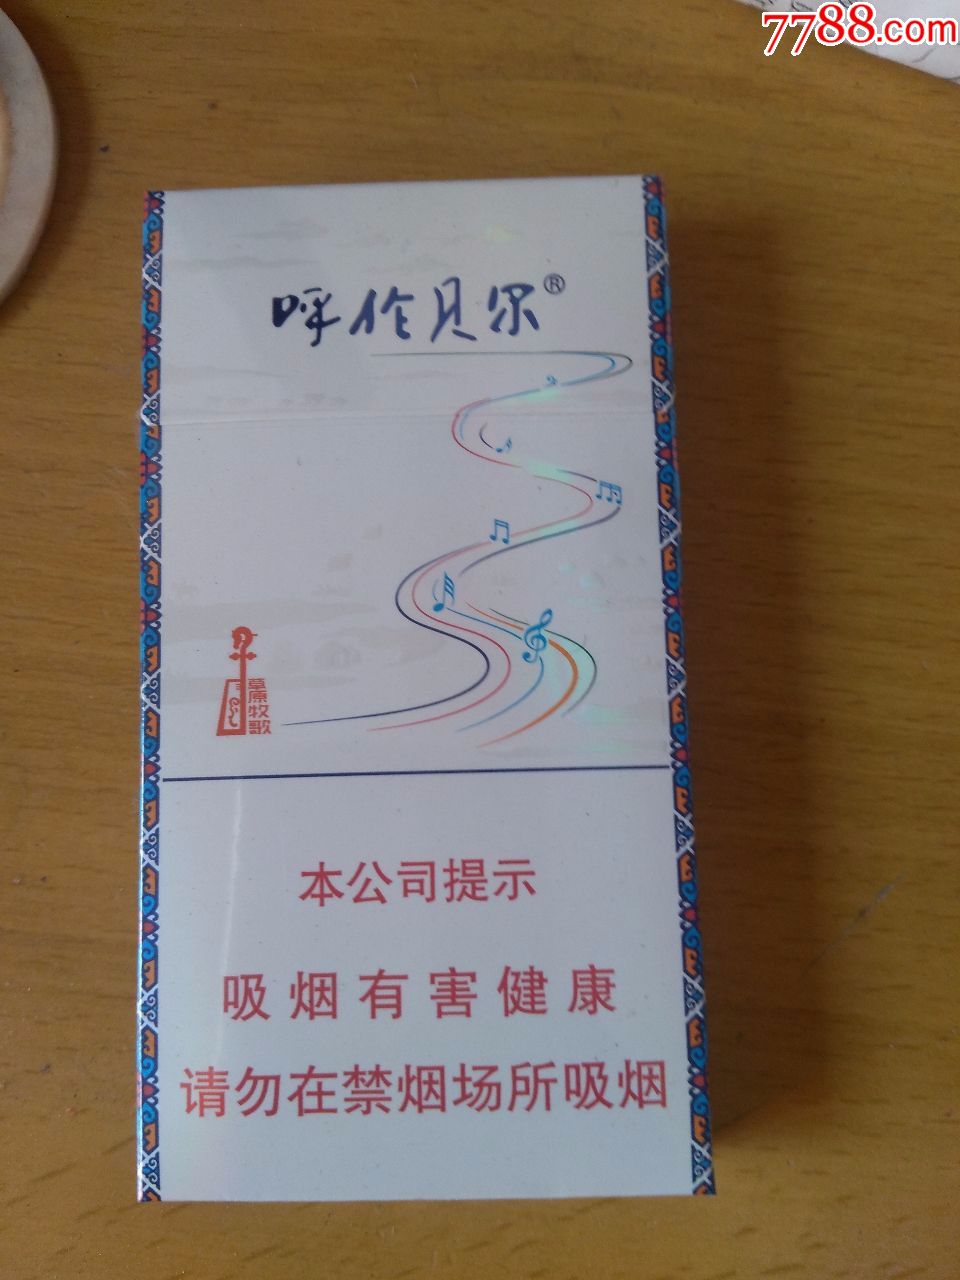 7788.com
呼伦贝尔®
草原牧歌
本公司提示
吸烟有害健康
请勿在禁烟场所吸烟